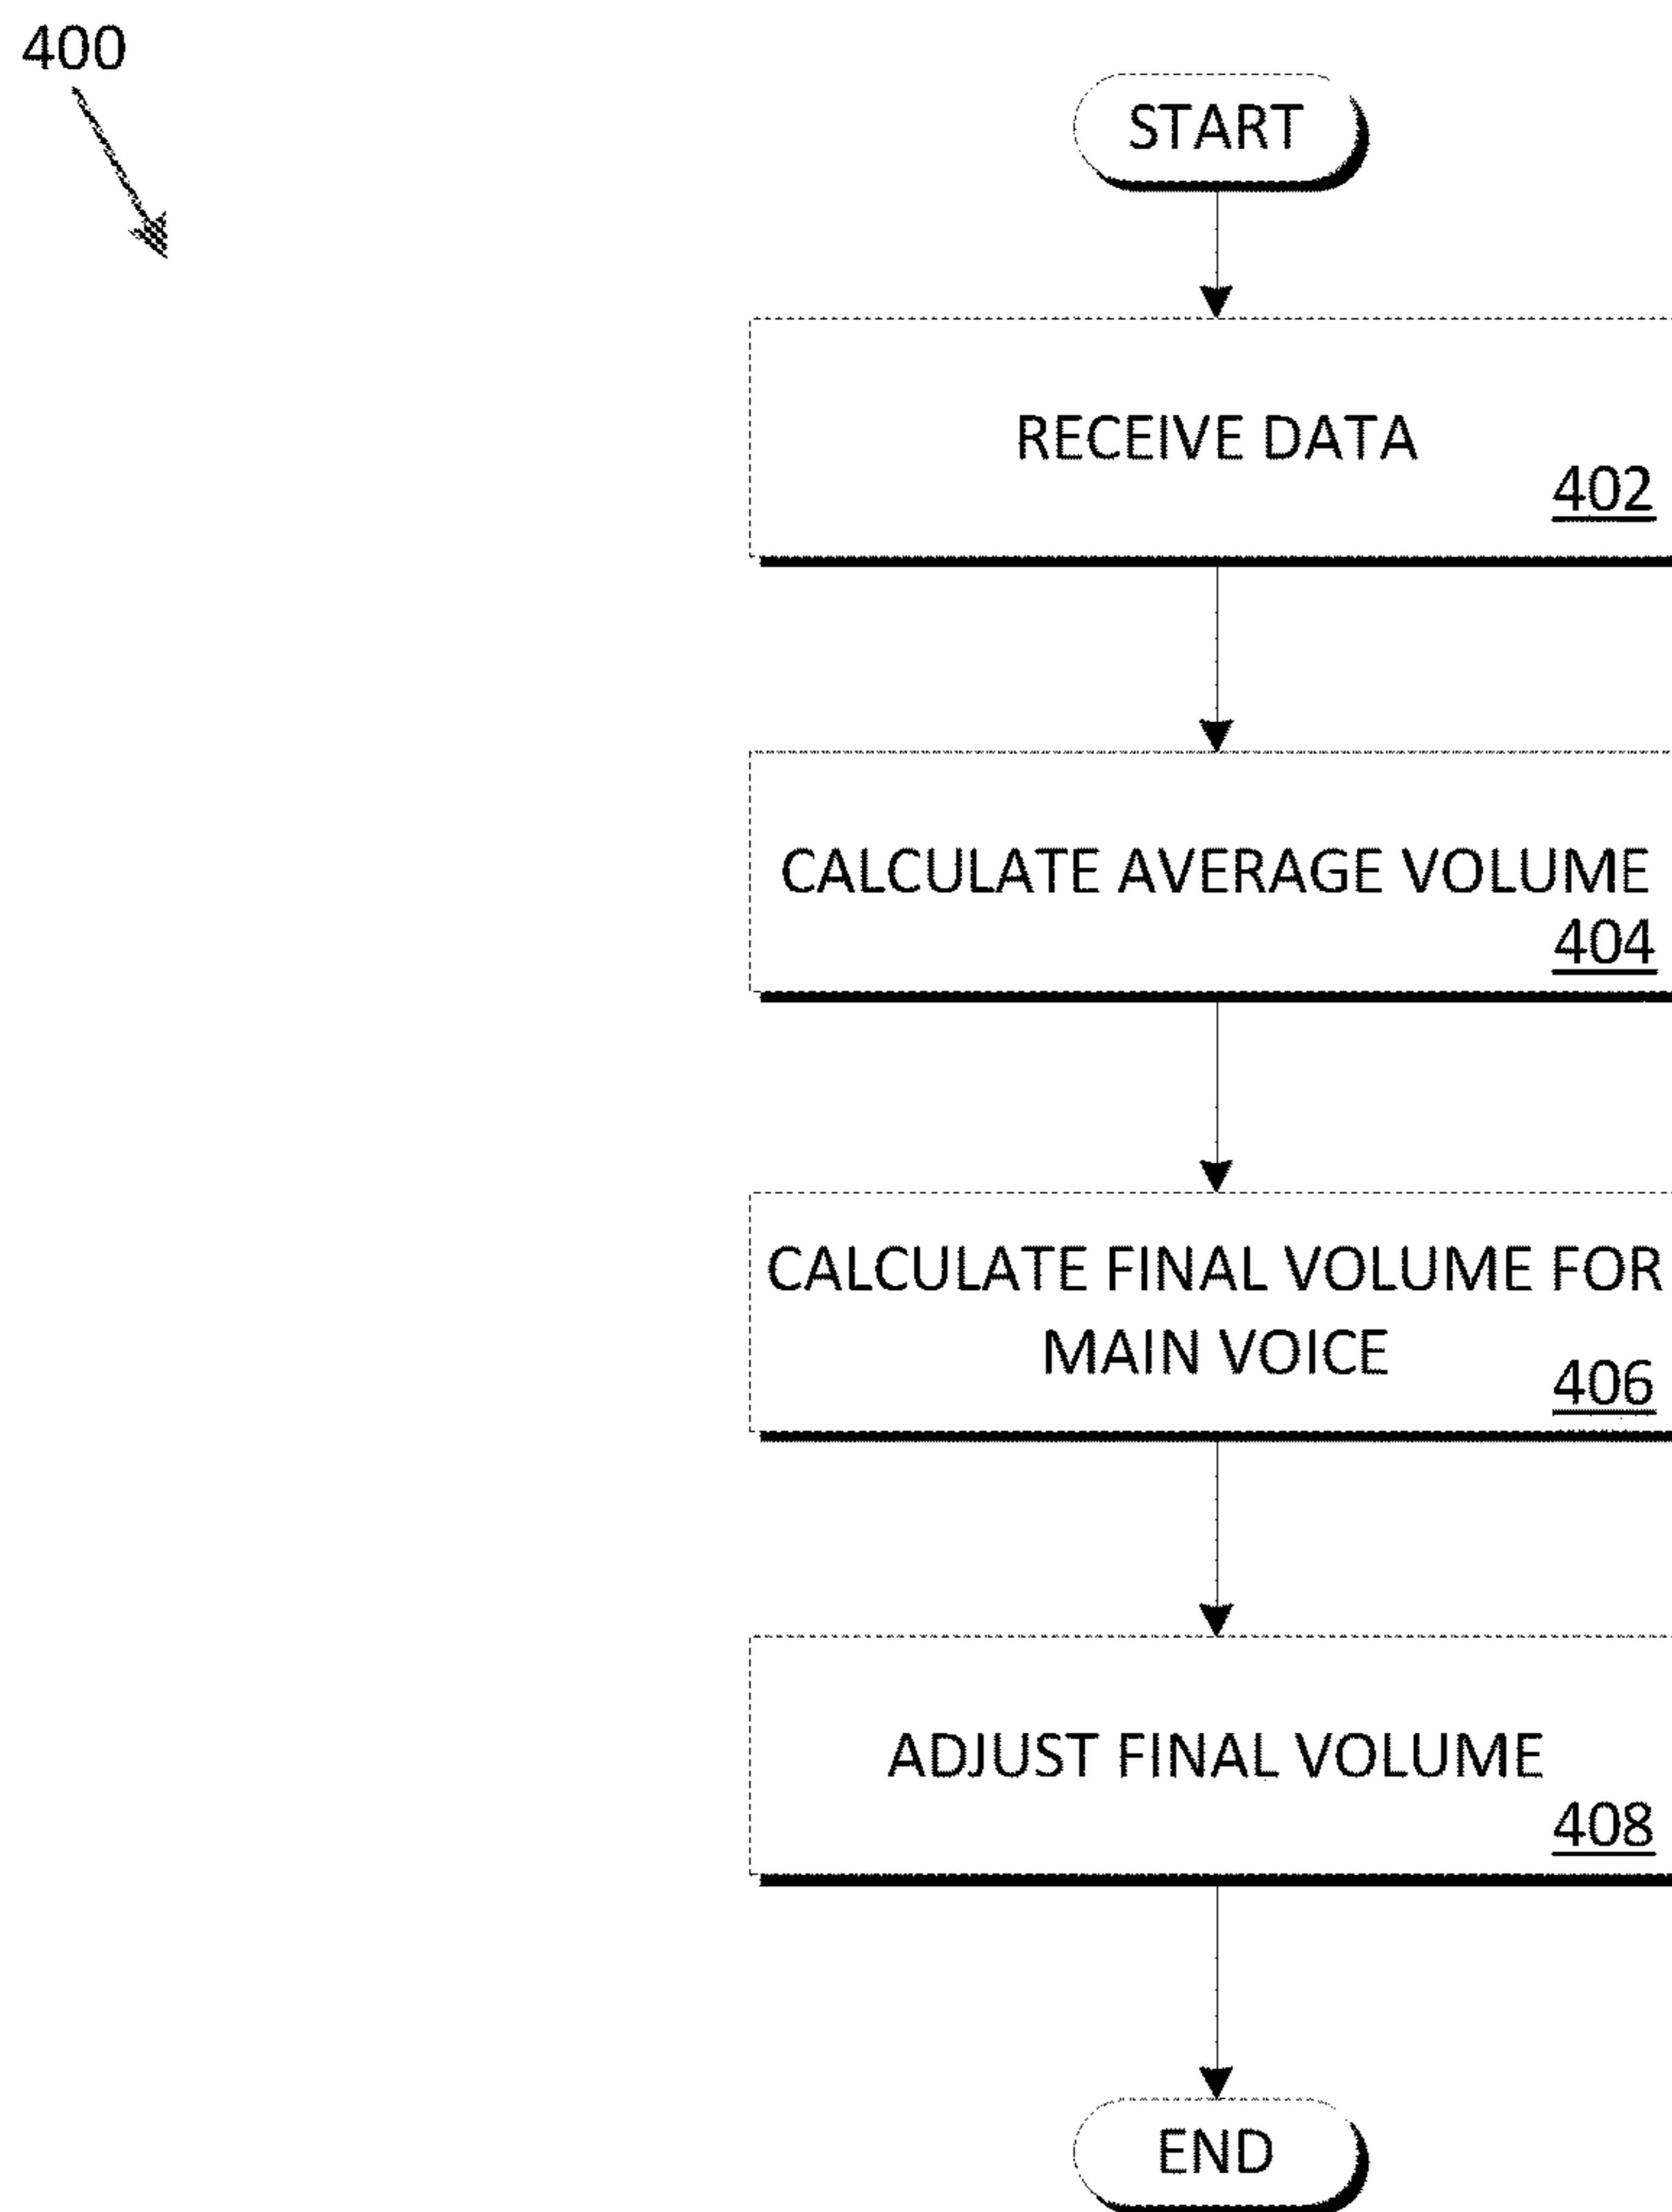 400
START
RECEIVE DATA
402
CALCULATE AVERAGE VOLUME
404
CALCULATE FINAL VOLUME FOR
MAIN VOICE
406
ADJUST FINAL VOLUME
408
END